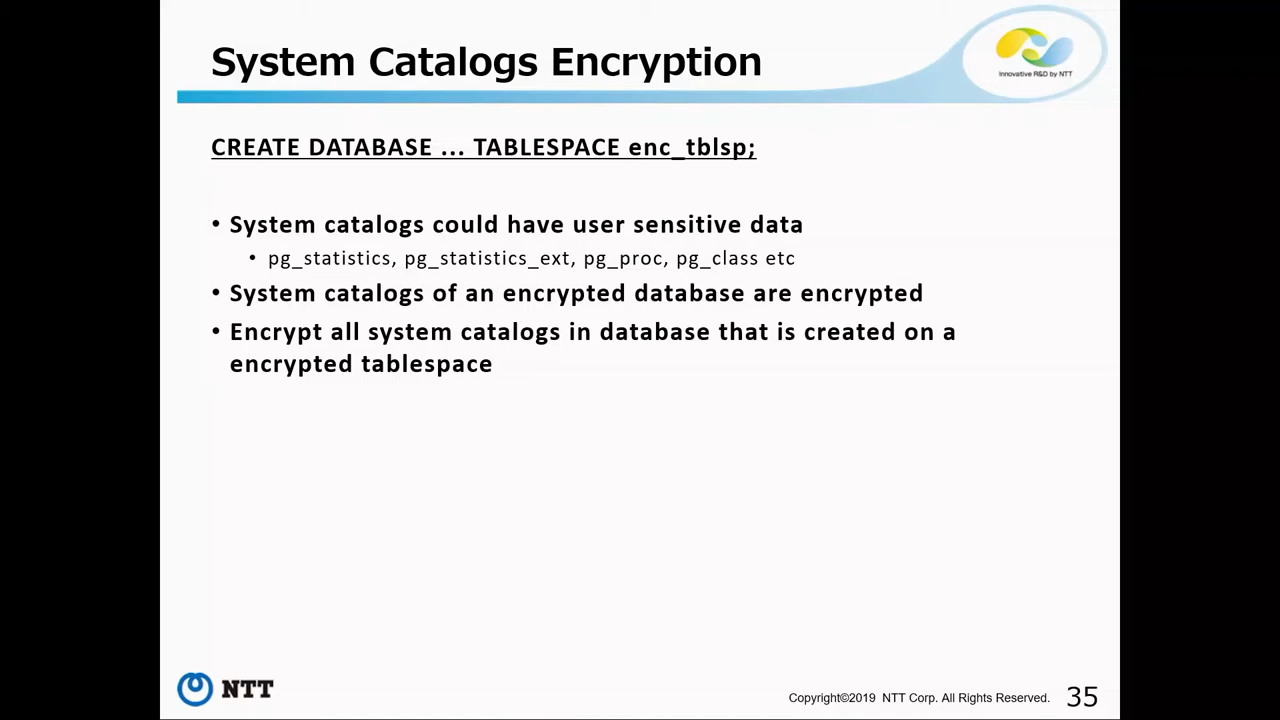 System Catalogs Encryption
Innovative R&D by NTT
CREATE DATABASE ... TABLESPACE enc_tblsp;
• System catalogs could have user sensitive data
• pg_statistics, pg_statistics_ext, pg_proc, pg_class etc
• System catalogs of an encrypted database are encrypted
• Encrypt all system catalogs in database that is created on a
encrypted tablespace
NTT
Copyright©2019 NTT Corp. All Rights Reserved.
35